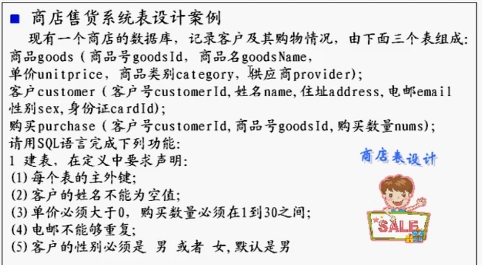 ■ 商店售货系统表设计案例
现有一个商店的数据库，记录客户及其购物情况，由下面三个表组成:
商品goods（商品号goodsId, 商品名goodsName,
单价unitprice, 商品类别category, 供应商provider);
客户customer（客户号customerId,姓名name,住址address,电邮email
性别sex,身份证cardId);
购买purchase（客户号customerId,商品号goodsId,购买数量nums);
请用SQL语言完成下列功能:
1 建表,在定义中要求声明:
(1)每个表的主外键;
(2)客户的姓名不能为空值;
(3)单价必须大于0, 购买数量必须在1到30之间;
(4)电邮不能够重复;
(5)客户的性别必须是 男 或者 女,默认是男
商店表设计
SALE